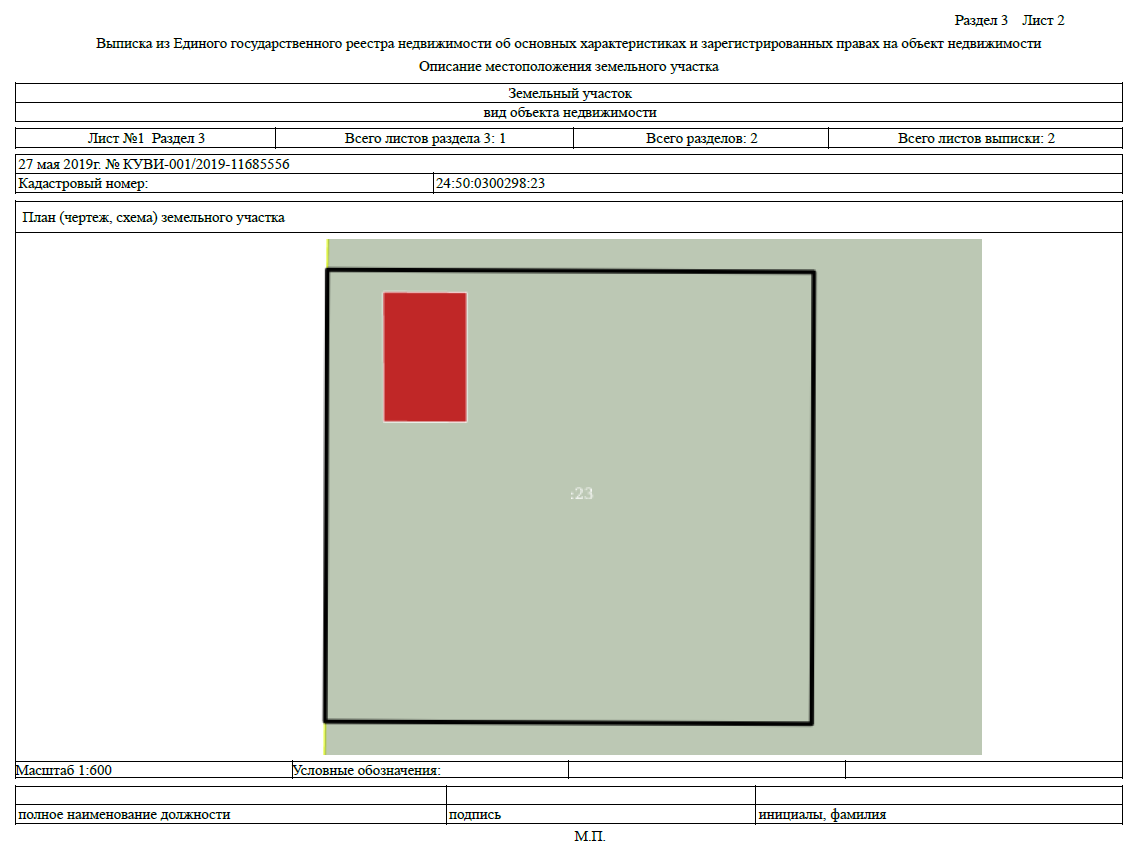 Раздел 3 Лист 2
Выписка из Единого государственного реестра недвижимости об основных характеристиках и зарегистрированных правах на объект недвижимости
Описание местоположения земельного участка
Земельный участок
вид объекта недвижимости
Лист №1 Раздел 3 Всего листов раздела 3: 1 Всего разделов: 2 Всего листов выписки: 2
27 мая 2019г. № КУВИ-001/2019-11685556
Кадастровый номер: 24:50:0300298:23
План (чертеж, схема) земельного участка
:23
Масштаб 1:600 Условные обозначения:
полное наименование должности подпись инициалы, фамилия
М.П.